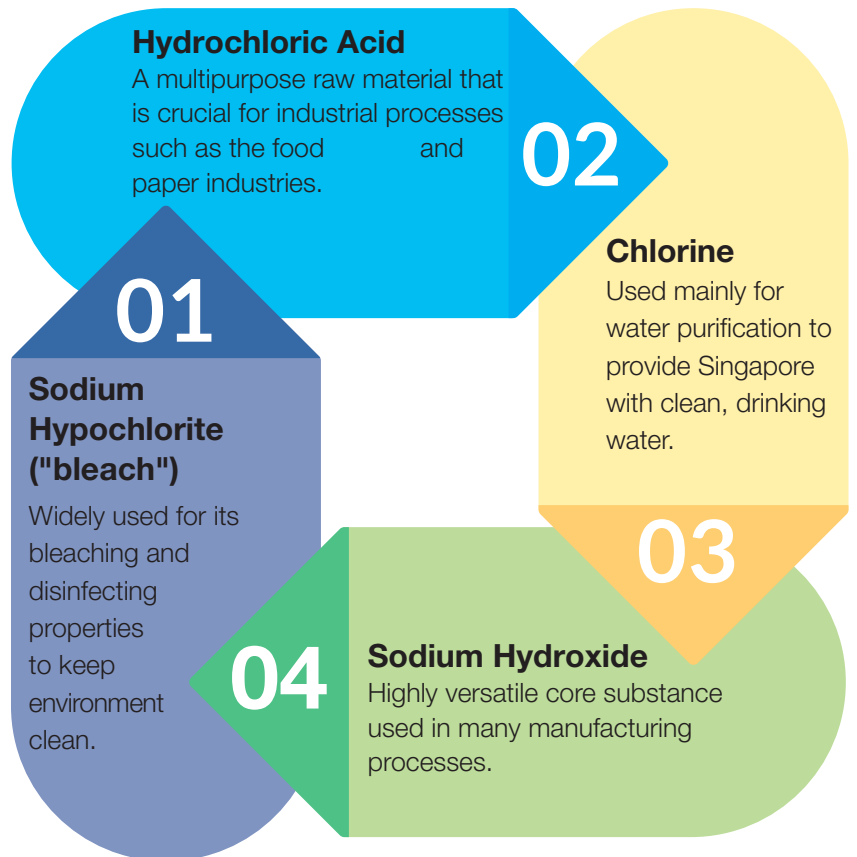 01
Sodium
Hypochlorite
("bleach")
Widely used for its
bleaching and
disinfecting
properties
to keep
environment
clean.
Hydrochloric Acid
A multipurpose raw material that
is crucial for industrial processes
such as the food and
paper industries.
02
Chlorine
Used mainly for
water purification to
provide Singapore
with clean, drinking
water.
03
Sodium Hydroxide
Highly versatile core substance
used in many manufacturing
processes.
04